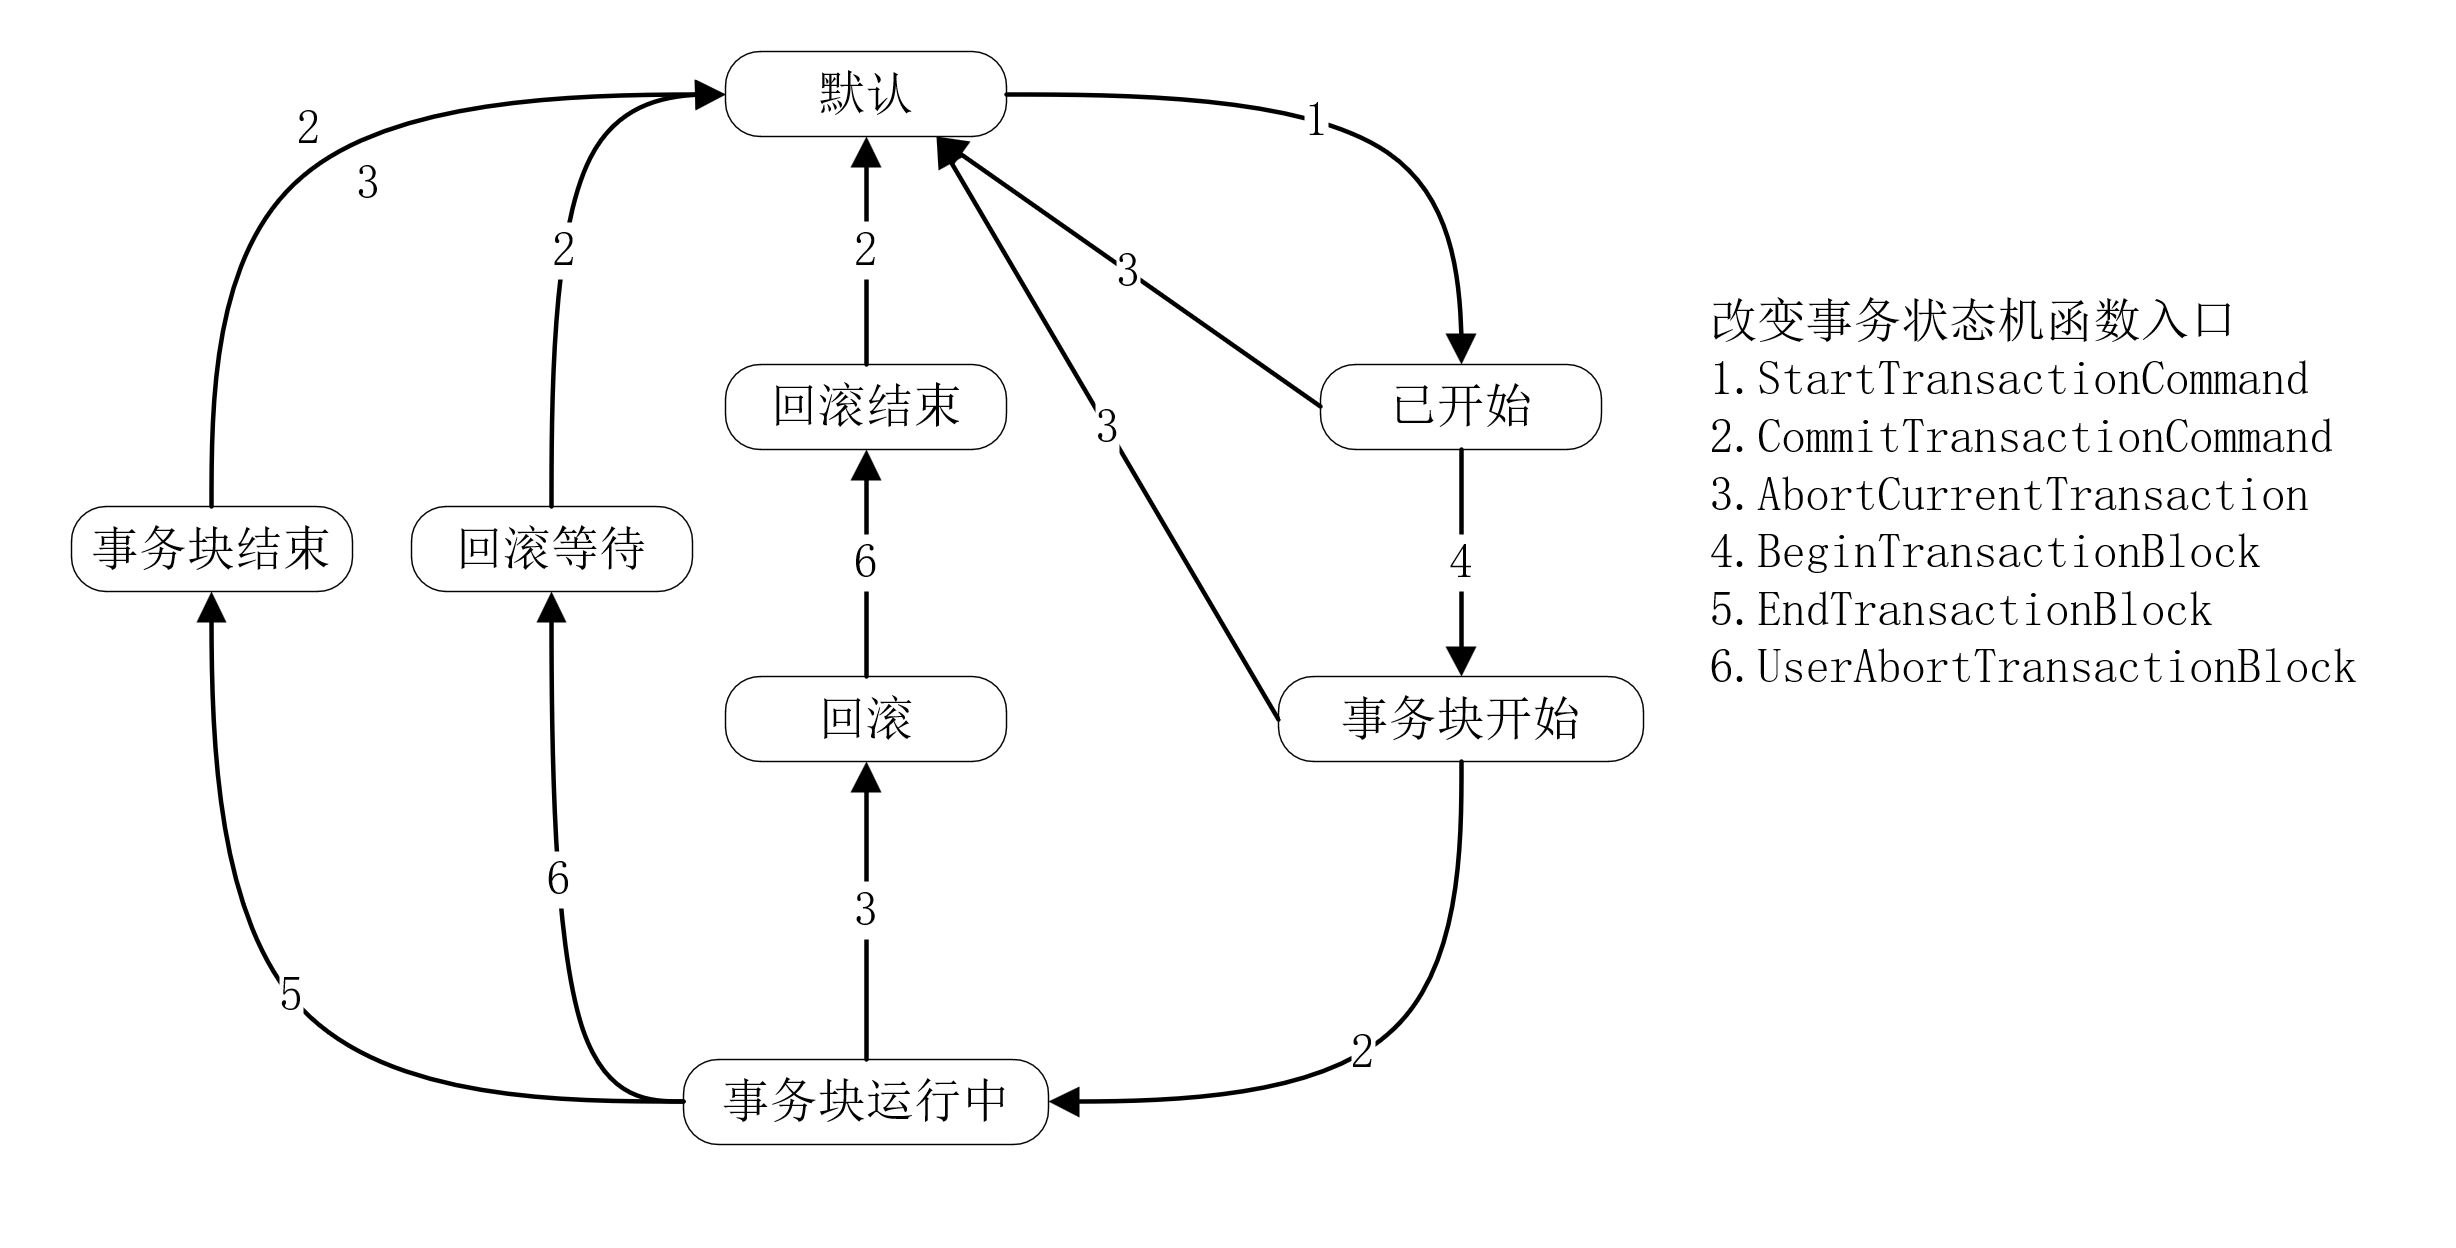 默认
1
2
3
2
2
3
改变事务状态机函数入口
1.StartTransactionCommand
2.CommitTransactionCommand
3.AbortCurrentTransaction
4.BeginTransactionBlock
5.EndTransactionBlock
6.UserAbortTransactionBlock
回滚结束
已开始
3
事务块结束
回滚等待
6
4
回滚
事务块开始
6
3
5
2
事务块运行中